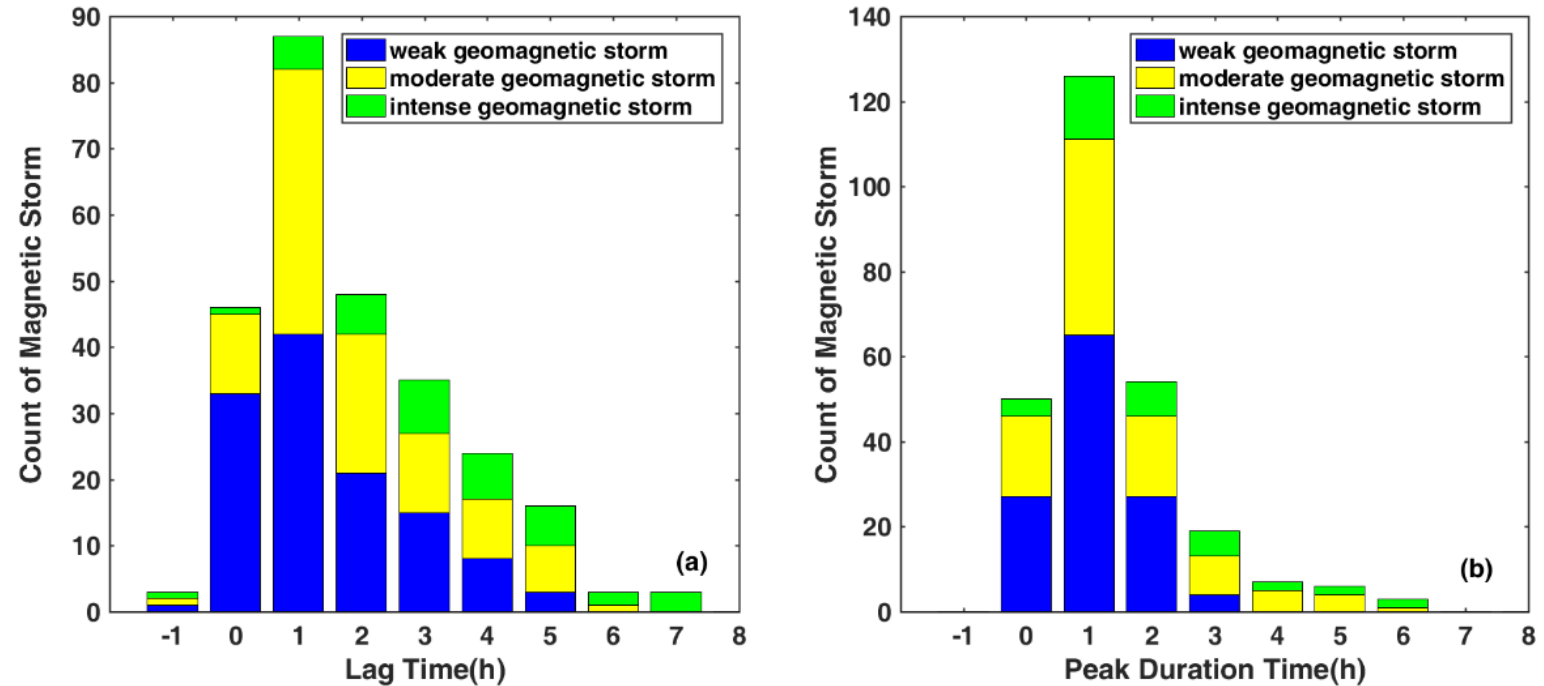 90
80
70
60
50
40
30
20
10
0
Count of Magnetic Storm
weak geomagnetic storm
moderate geomagnetic storm
intense geomagnetic storm
(a)
-1 0 1 2 3 4 5 6 7 8
Lag Time(h)
140
120
100
80
60
40
20
0
Count of Magnetic Storm
weak geomagnetic storm
moderate geomagnetic storm
intense geomagnetic storm
(b)
-1 0 1 2 3 4 5 6 7 8
Peak Duration Time(h)